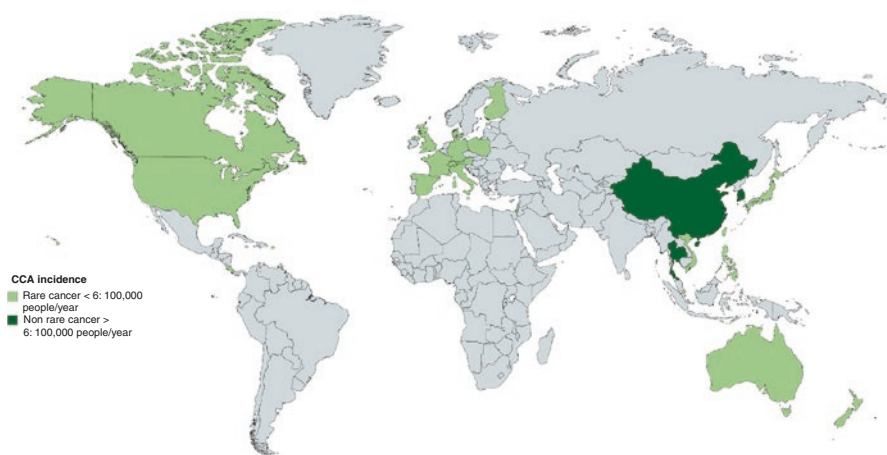 CCA incidence
Rare cancer < 6: 100,000
people/year
Non rare cancer >
6: 100,000 people/year